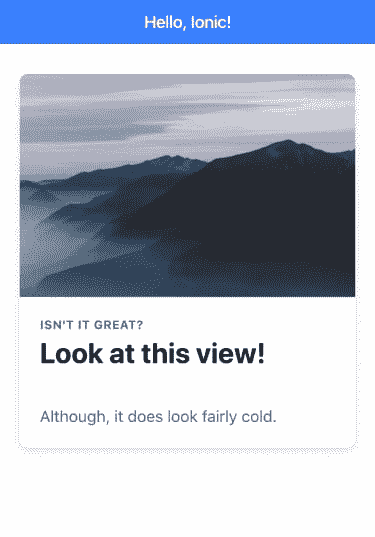 Hello, Ionic!
ISN'T IT GREAT?
Look at this view!
Although, it does look fairly cold.